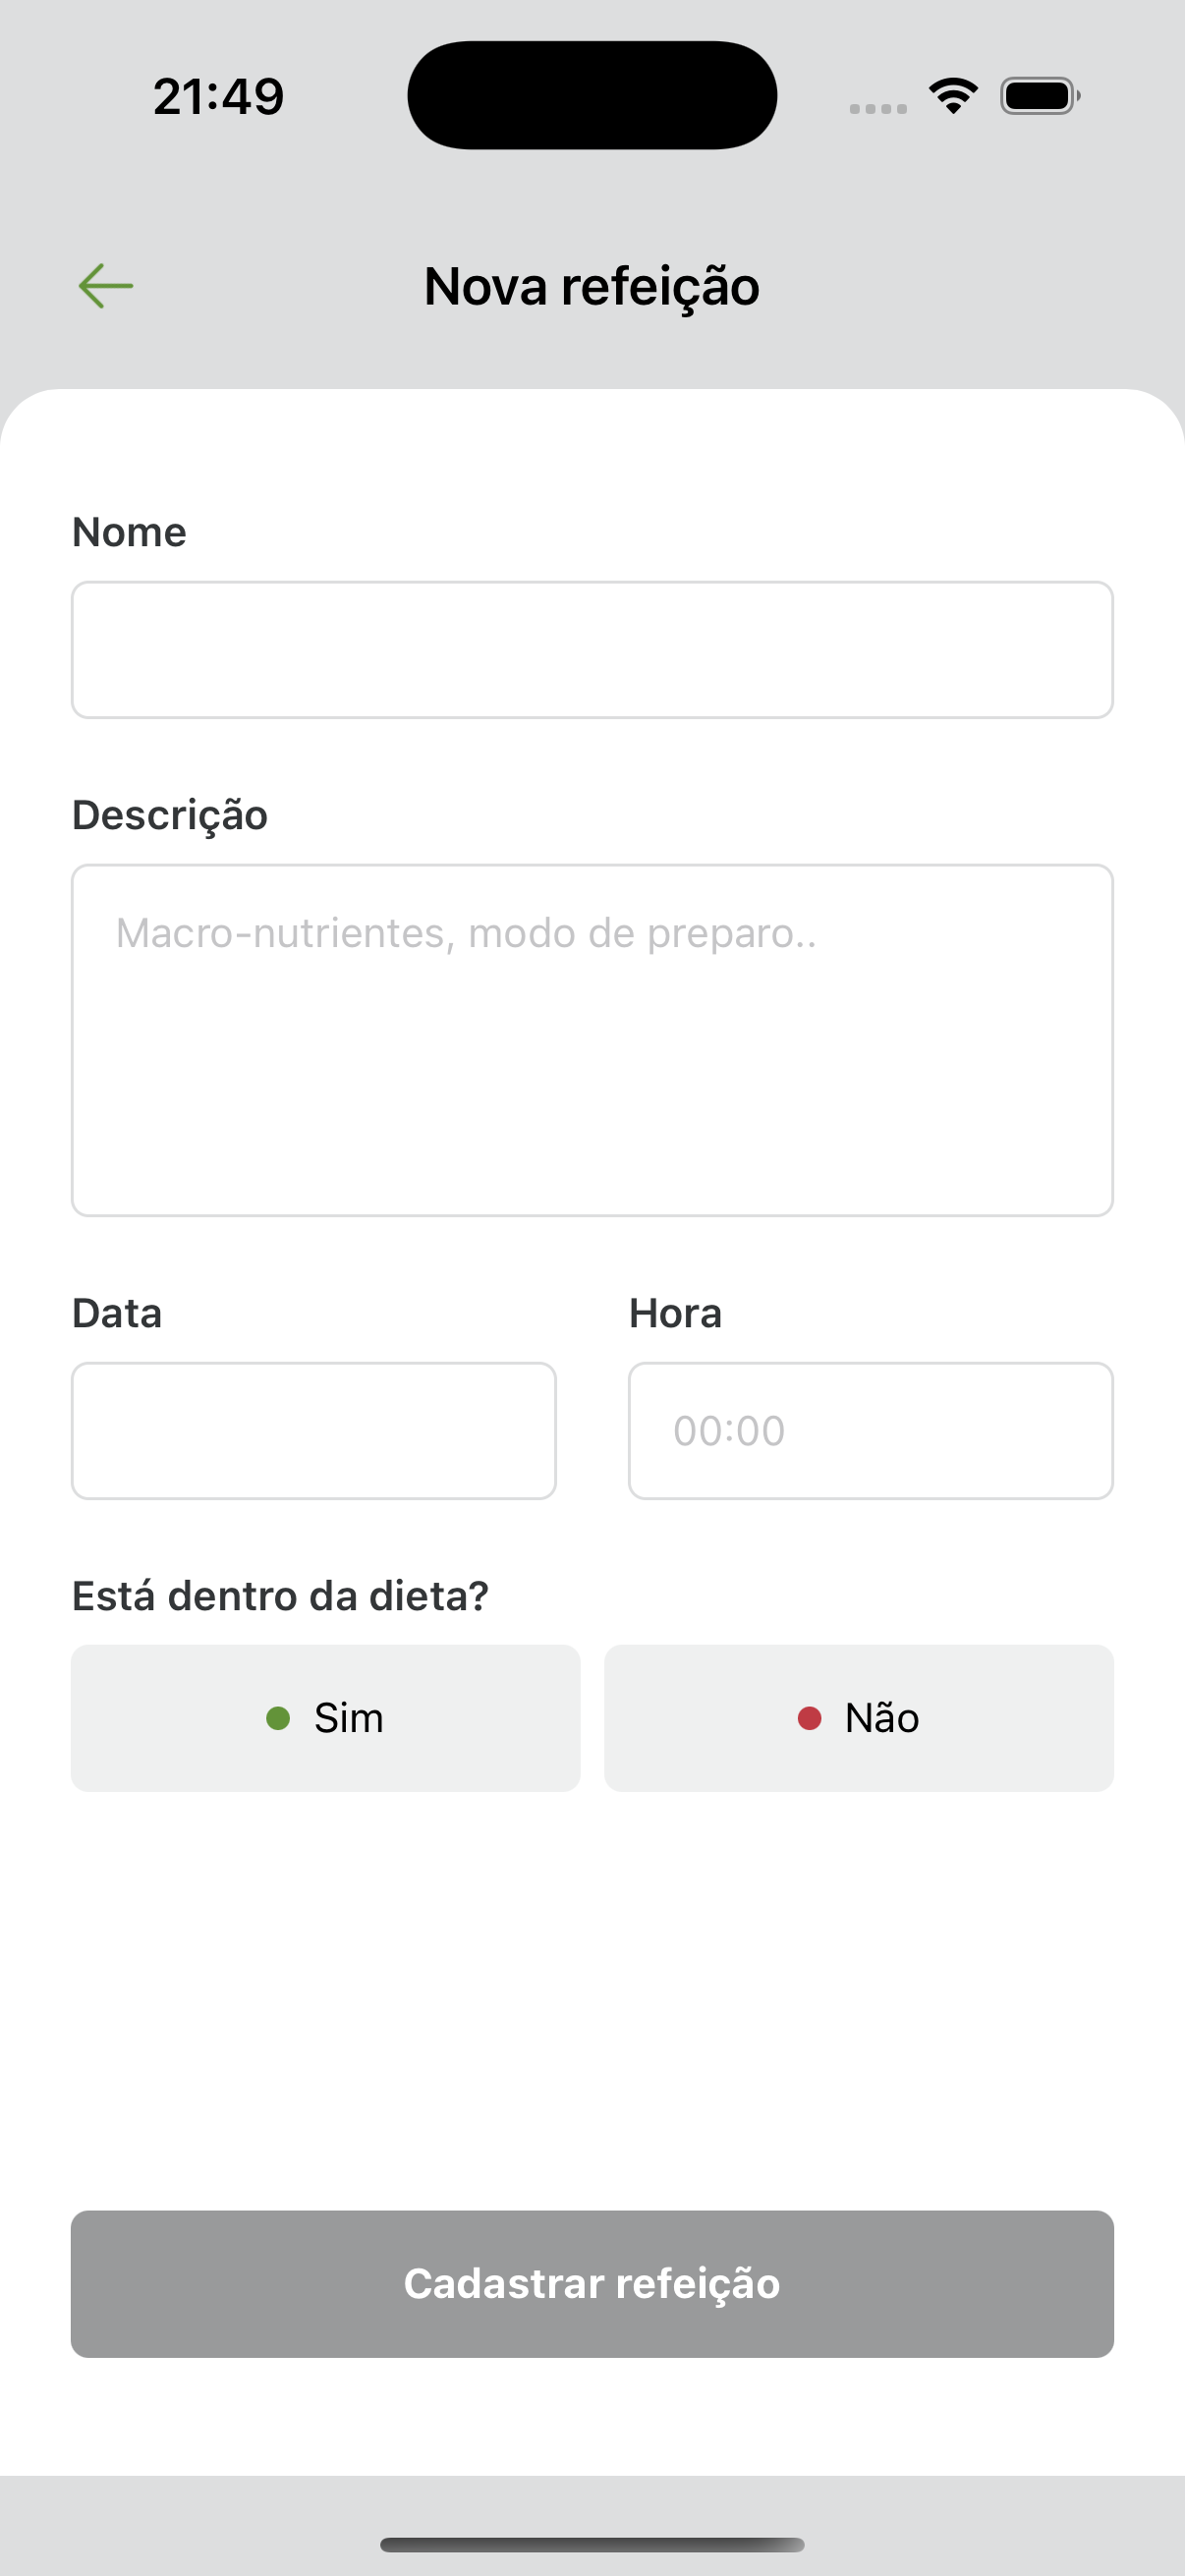 21:49
Nova refeição
Nome
Descrição
Macro-nutrientes, modo de preparo..
Data
Hora
00:00
Está dentro da dieta?
Sim
Não
Cadastrar refeição